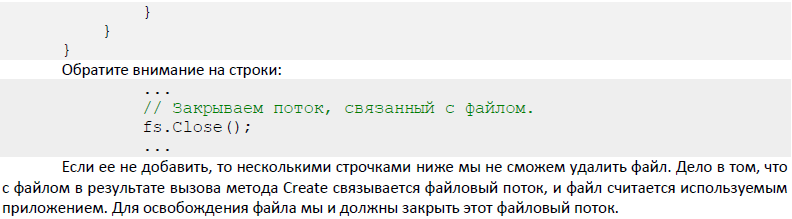 }
}
}
Обратите внимание на строки:
...
// Закрываем поток, связанный с файлом.
fs.Close();
...
Если ее не добавить, то несколькими строчками ниже мы не сможем удалить файл. Дело в том, что
с файлом в результате вызова метода Create связывается файловый поток, и файл считается используемым
приложением. Для освобождения файла мы и должны закрыть этот файловый поток.